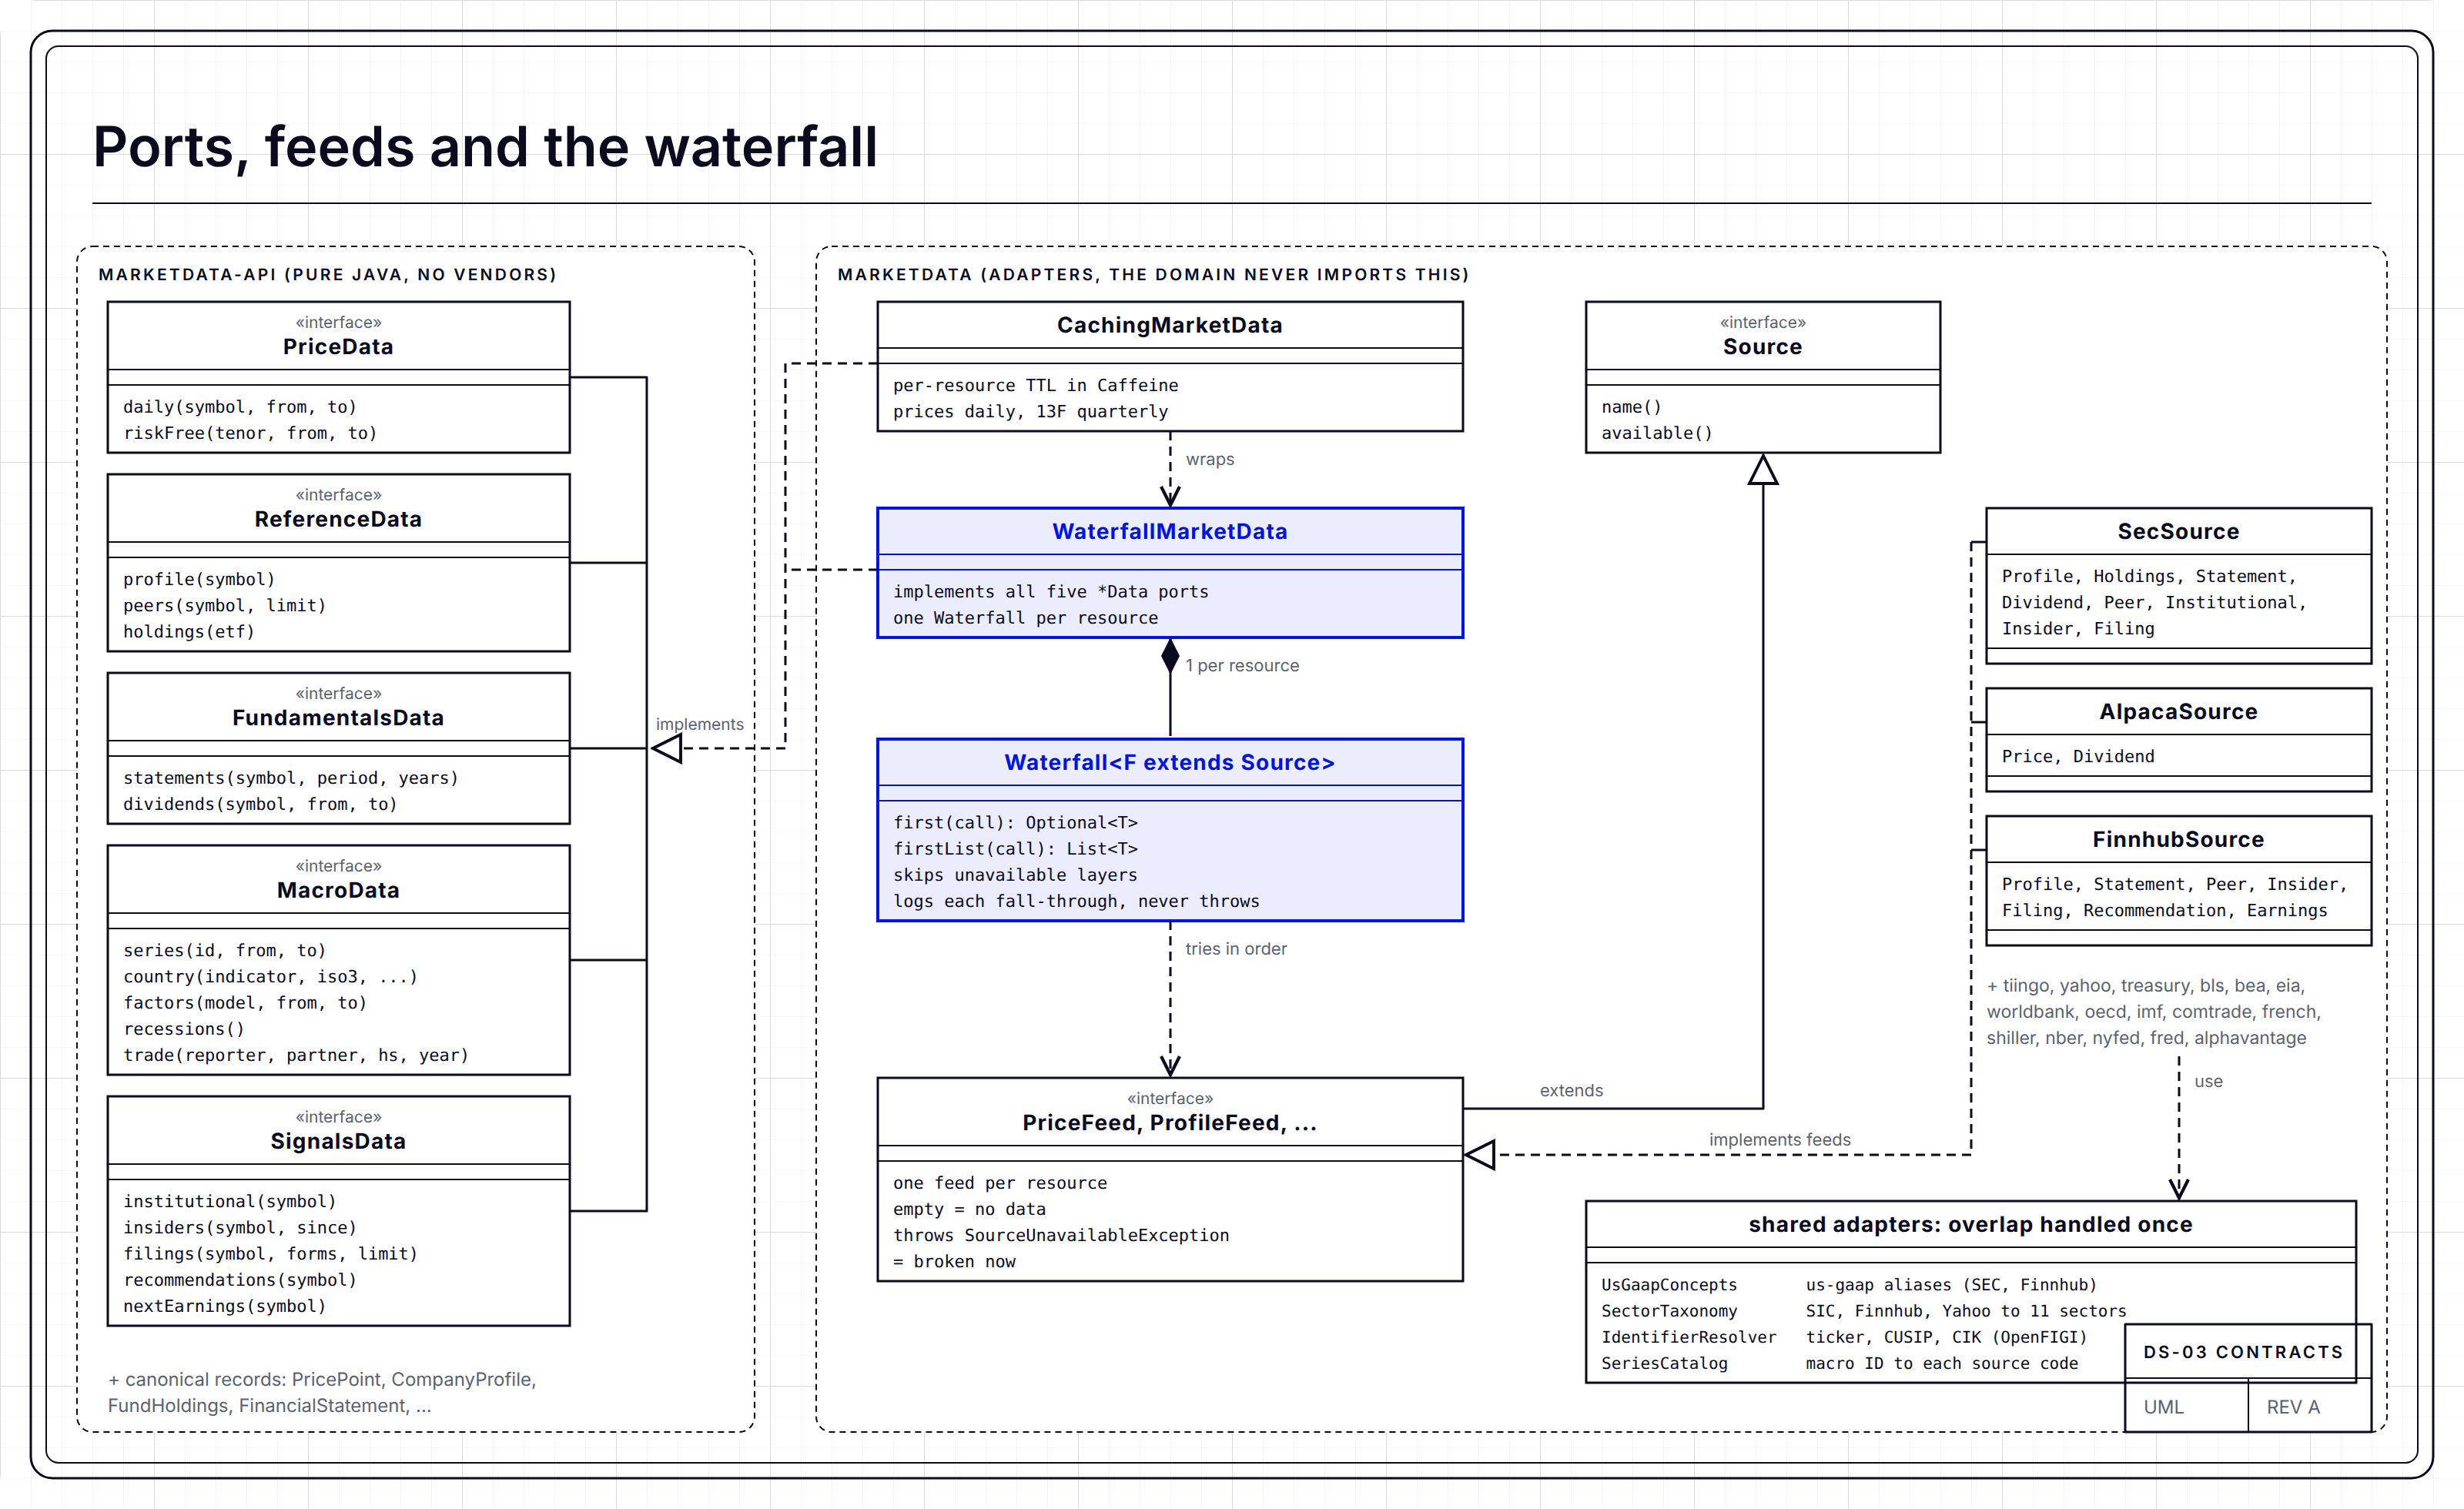 Ports, feeds and the waterfall
MARKETDATA-API (PURE JAVA, NO VENDORS)
«interface»
PriceData
daily(symbol, from, to)
riskFree(tenor, from, to)
«interface»
ReferenceData
profile(symbol)
peers(symbol, limit)
holdings(etf)
«interface»
FundamentalsData
statements(symbol, period, years)
dividends(symbol, from, to)
«interface»
MacroData
series(id, from, to)
country(indicator, iso3, ...)
factors(model, from, to)
recessions()
trade(reporter, partner, hs, year)
«interface»
SignalsData
institutional(symbol)
insiders(symbol, since)
filings(symbol, forms, limit)
recommendations(symbol)
nextEarnings(symbol)
+ canonical records: PricePoint, CompanyProfile,
FundHoldings, FinancialStatement, ...
implements
MARKETDATA (ADAPTERS, THE DOMAIN NEVER IMPORTS THIS)
CachingMarketData
per-resource TTL in Caffeine
prices daily, 13F quarterly
wraps
WaterfallMarketData
implements all five *Data ports
one Waterfall per resource
1 per resource
Waterfall<F extends Source>
first(call): Optional<T>
firstList(call): List<T>
skips unavailable layers
logs each fall-through, never throws
tries in order
«interface»
PriceFeed, ProfileFeed, ...
one feed per resource
empty = no data
throws SourceUnavailableException
= broken now
«interface»
Source
name()
available()
extends
implements feeds
SecSource
Profile, Holdings, Statement,
Dividend, Peer, Institutional,
Insider, Filing
AlpacaSource
Price, Dividend
FinnhubSource
Profile, Statement, Peer, Insider,
Filing, Recommendation, Earnings
+ tiingo, yahoo, treasury, bls, bea, eia,
worldbank, oecd, imf, comtrade, french,
shiller, nber, nyfed, fred, alphavantage
use
shared adapters: overlap handled once
UsGaapConcepts us-gaap aliases (SEC, Finnhub)
SectorTaxonomy SIC, Finnhub, Yahoo to 11 sectors
IdentifierResolver ticker, CUSIP, CIK (OpenFIGI)
SeriesCatalog macro ID to each source code
DS-03 CONTRACTS
UML REV A